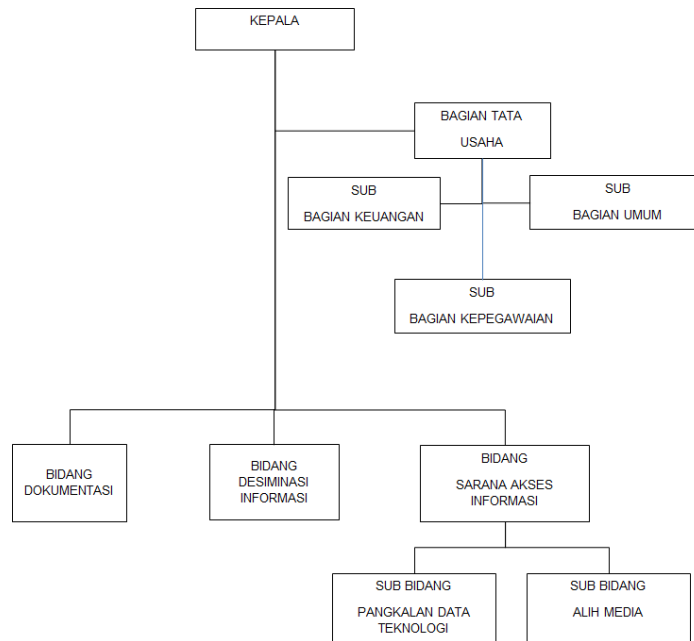 KEPALA
BAGIAN TATA
USAHA
SUB
BAGIAN KEUANGAN
SUB
BAGIAN UMUM
SUB
BAGIAN KEPEGAWAIAN
BIDANG
DOKUMENTASI
BIDANG
DESIMINASI
INFORMASI
BIDANG
SARANA AKSES
INFORMASI
SUB BIDANG
PANGKALAN DATA
TEKNOLOGI
SUB BIDANG
ALIH MEDIA